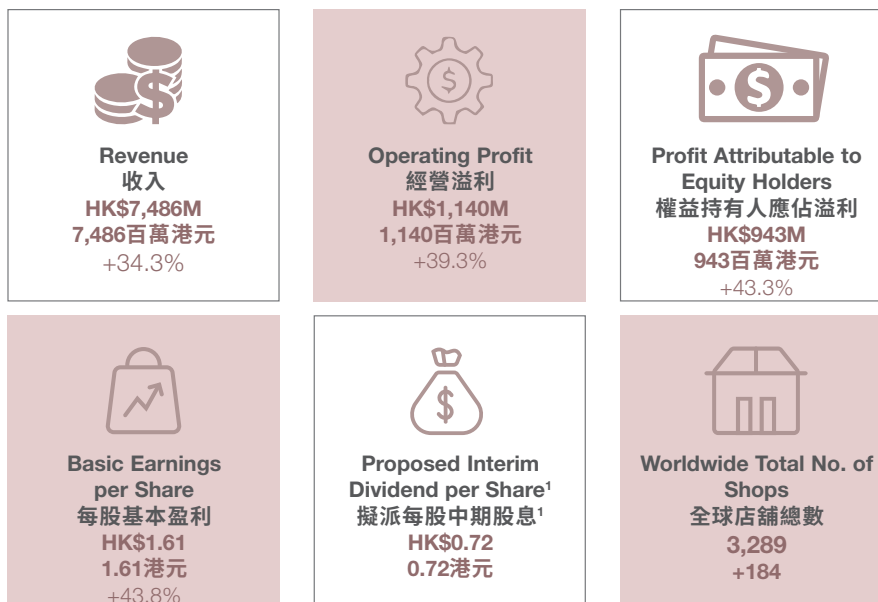 Revenue
收入
HK$7,486M
7,486百萬港元
+34.3%
Operating Profit
經營溢利
HK$1,140M
1,140百萬港元
+39.3%
Profit Attributable to
Equity Holders
權益持有人應佔溢利
HK$943M
943百萬港元
+43.3%
Basic Earnings
per Share
每股基本盈利
HK$1.61
1.61港元
+43.8%
Proposed Interim
Dividend per Share¹
擬派每股中期股息¹
HK$0.72
0.72港元
Worldwide Total No. of
Shops
全球店舖總數
3,289
+184